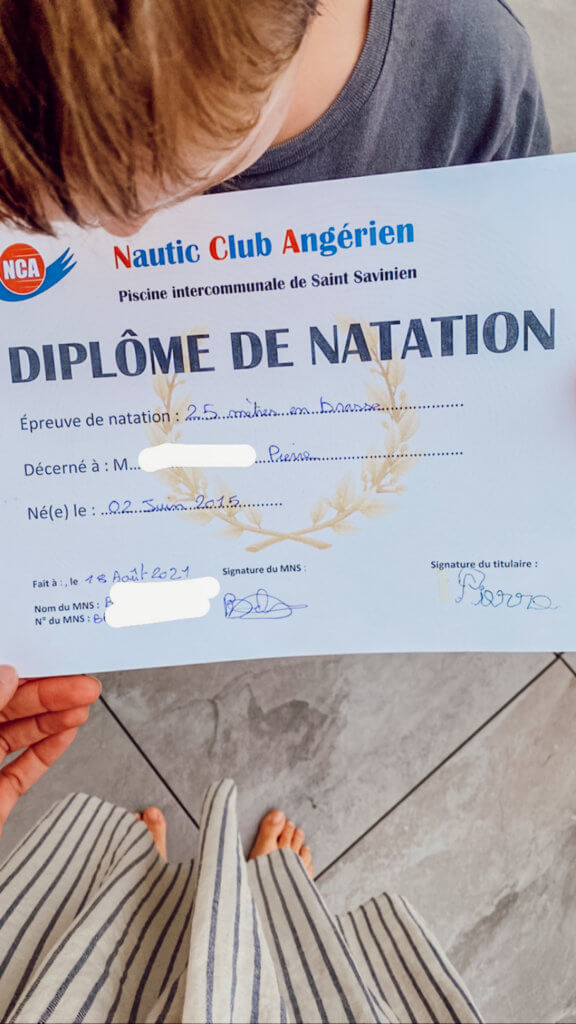 NCA
Nautic Club Angérien
Piscine intercommunale de Saint Savinien
DIPLÔME DE NATATION
Épreuve de natation : 25 mètres en brasse
Décerné à : M. Pierre
Né(e) le : 02 Juin 2015
Fait à : , le 18 Août 2021
Signature du MNS :
Signature du titulaire :
Nom du MNS : B
N° du MNS : B
Pierre